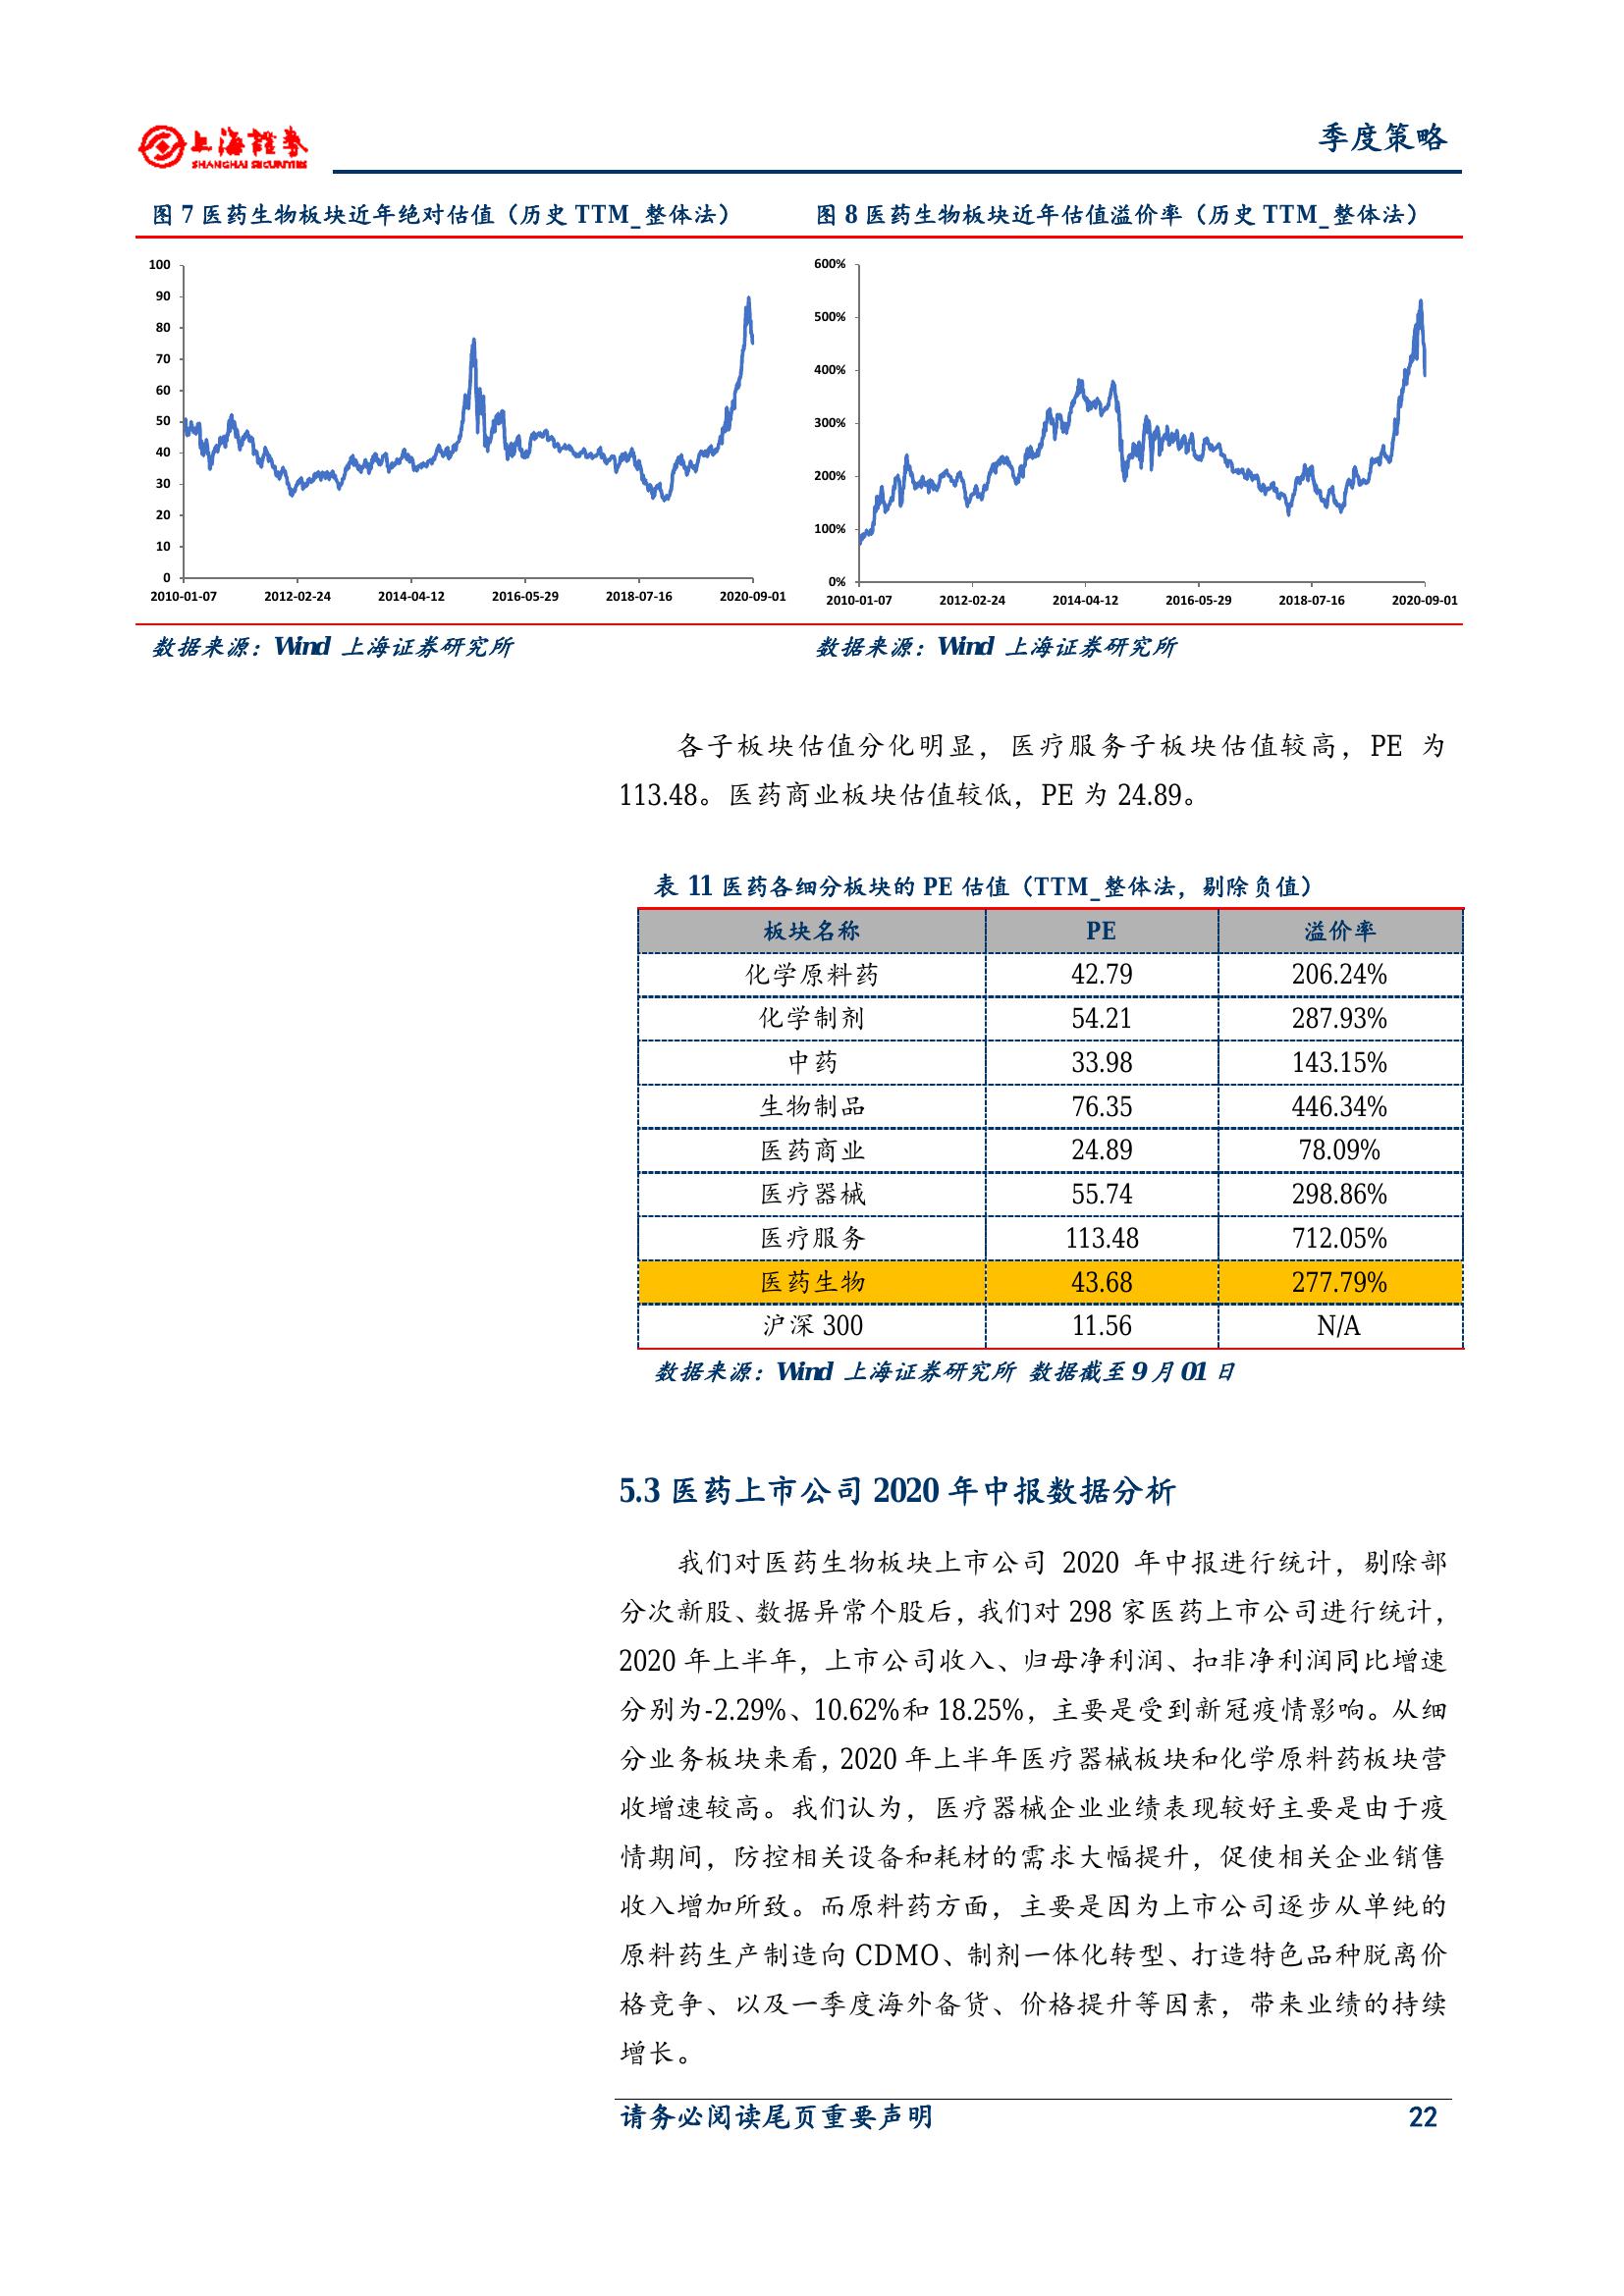 上海證券
SHANGHAI SECURITIES
季度策略
图 7 医药生物板块近年绝对估值（历史 TTM_整体法）
100
90
80
70
60
50
40
30
20
10
0
2010-01-07 2012-02-24 2014-04-12 2016-05-29 2018-07-16 2020-09-01
数据来源：Wind 上海证券研究所
图 8 医药生物板块近年估值溢价率（历史 TTM_整体法）
600%
500%
400%
300%
200%
100%
0%
2010-01-07 2012-02-24 2014-04-12 2016-05-29 2018-07-16 2020-09-01
数据来源：Wind 上海证券研究所
各子板块估值分化明显，医疗服务子板块估值较高，PE 为
113.48。医药商业板块估值较低，PE 为 24.89。
表 11 医药各细分板块的 PE 估值（TTM_整体法，剔除负值）
板块名称 PE 溢价率
化学原料药 42.79 206.24%
化学制剂 54.21 287.93%
中药 33.98 143.15%
生物制品 76.35 446.34%
医药商业 24.89 78.09%
医疗器械 55.74 298.86%
医疗服务 113.48 712.05%
医药生物 43.68 277.79%
沪深 300 11.56 N/A
数据来源：Wind 上海证券研究所 数据截至 9 月 01 日
5.3 医药上市公司 2020 年中报数据分析
我们对医药生物板块上市公司 2020 年中报进行统计，剔除部
分次新股、数据异常个股后，我们对 298 家医药上市公司进行统计，
2020 年上半年，上市公司收入、归母净利润、扣非净利润同比增速
分别为-2.29%、10.62%和 18.25%，主要是受到新冠疫情影响。从细
分业务板块来看，2020 年上半年医疗器械板块和化学原料药板块营
收增速较高。我们认为，医疗器械企业业绩表现较好主要是由于疫
情期间，防控相关设备和耗材的需求大幅提升，促使相关企业销售
收入增加所致。而原料药方面，主要是因为上市公司逐步从单纯的
原料药生产制造向 CDMO、制剂一体化转型、打造特色品种脱离价
格竞争、以及一季度海外备货、价格提升等因素，带来业绩的持续
增长。
请务必阅读尾页重要声明 22